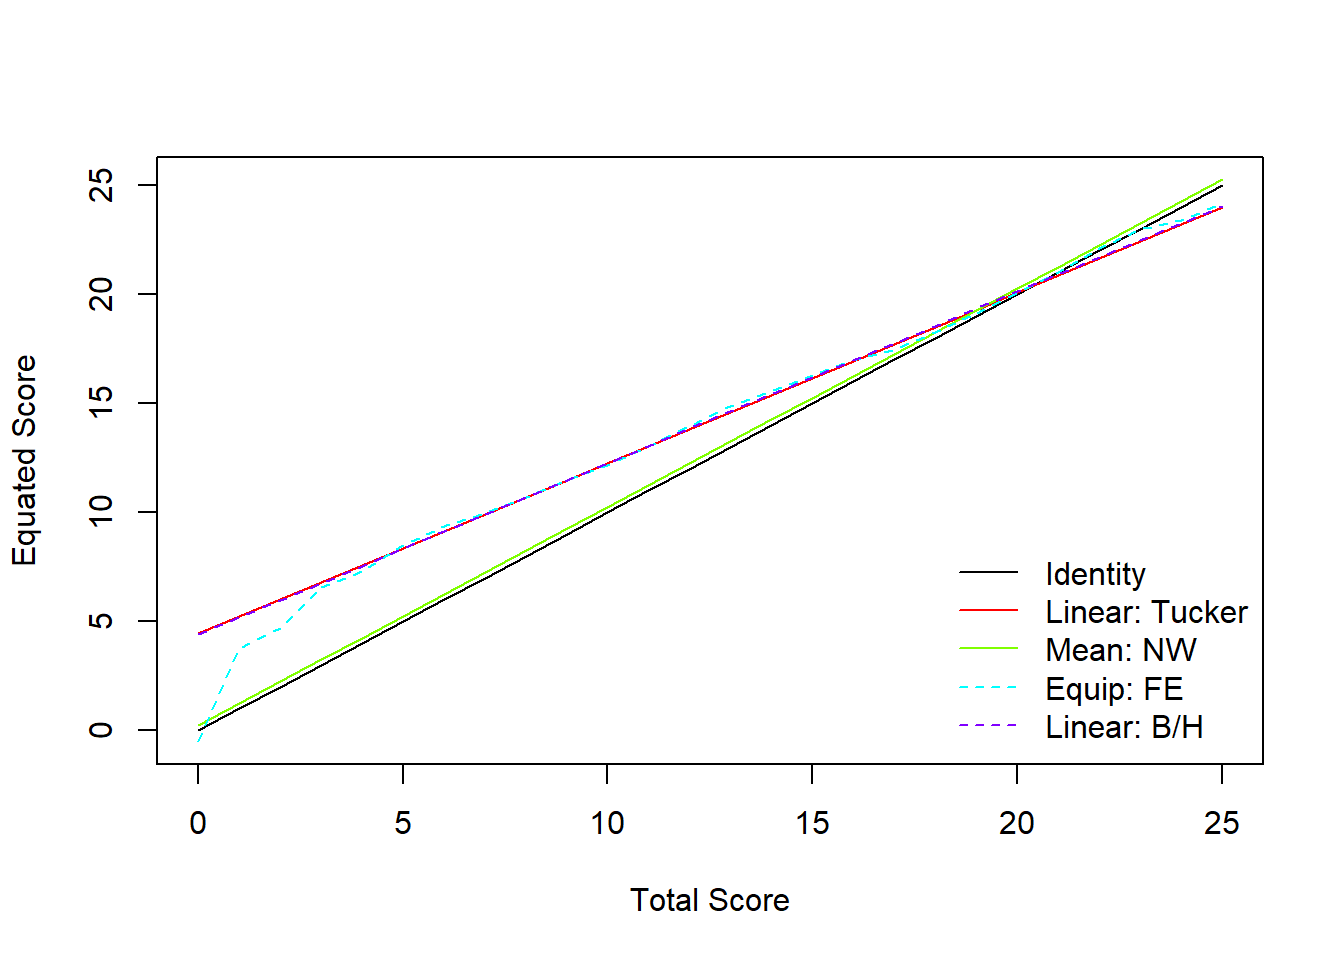 25
20
15
10
5
0
Equated Score
Identity
Linear: Tucker
Mean: NW
Equip: FE
Linear: B/H
0 5 10 15 20 25
Total Score